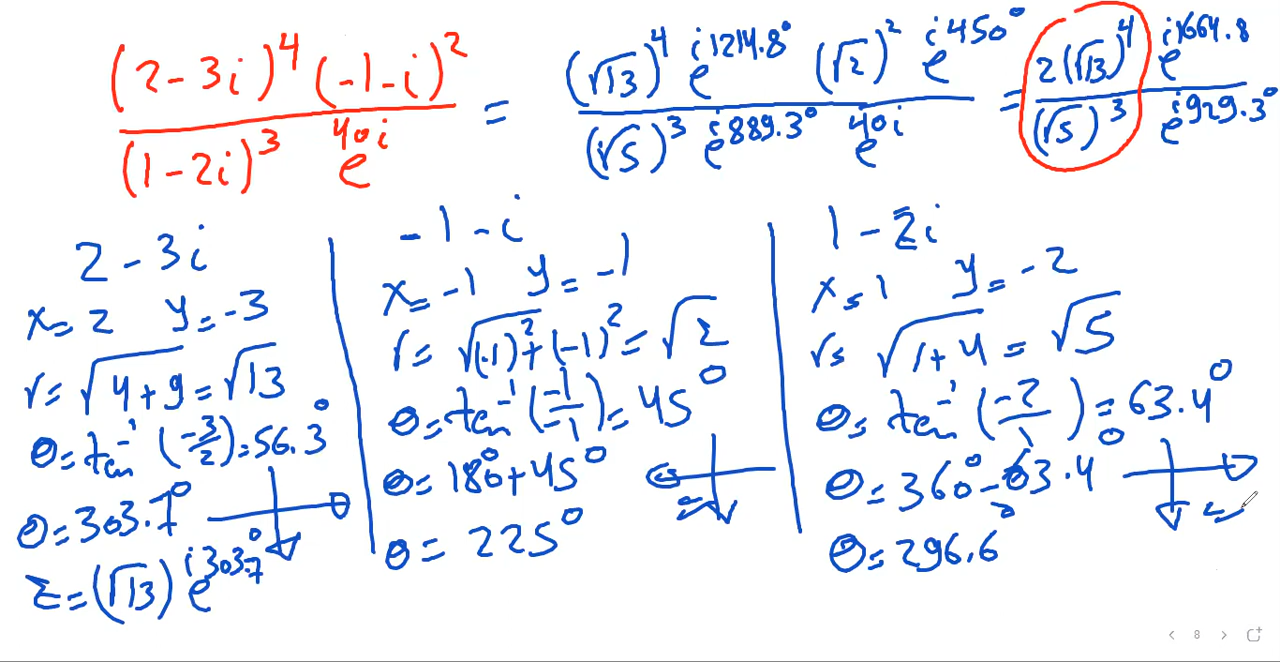 (2-3i)^4 (-1-i)^2 / (1-2i)^3 e^{40i} = (√13)^4 e^{i1214.8°} (√2)^2 e^{i450°} / (√5)^3 e^{i889.3°} e^{40i} = 2(√13)^4 e^{i1664.8} / (√5)^3 e^{i929.3°}
2-3i
x=2 y=-3
r=√4+9=√13
θ=tan^{-1}(-3/2)=56.3°
θ=303.7°
z=(√13)e^{i303.7°}
-1-i
x=-1 y=-1
r=√(-1)^2+(-1)^2=√2
θ=tan^{-1}(-1/-1)=45°
θ=180°+45°
θ=225°
1-2i
x=1 y=-2
r=√1+4=√5
θ=tan^{-1}(-2/1)=63.4°
θ=360°-63.4°
θ=296.6°
8